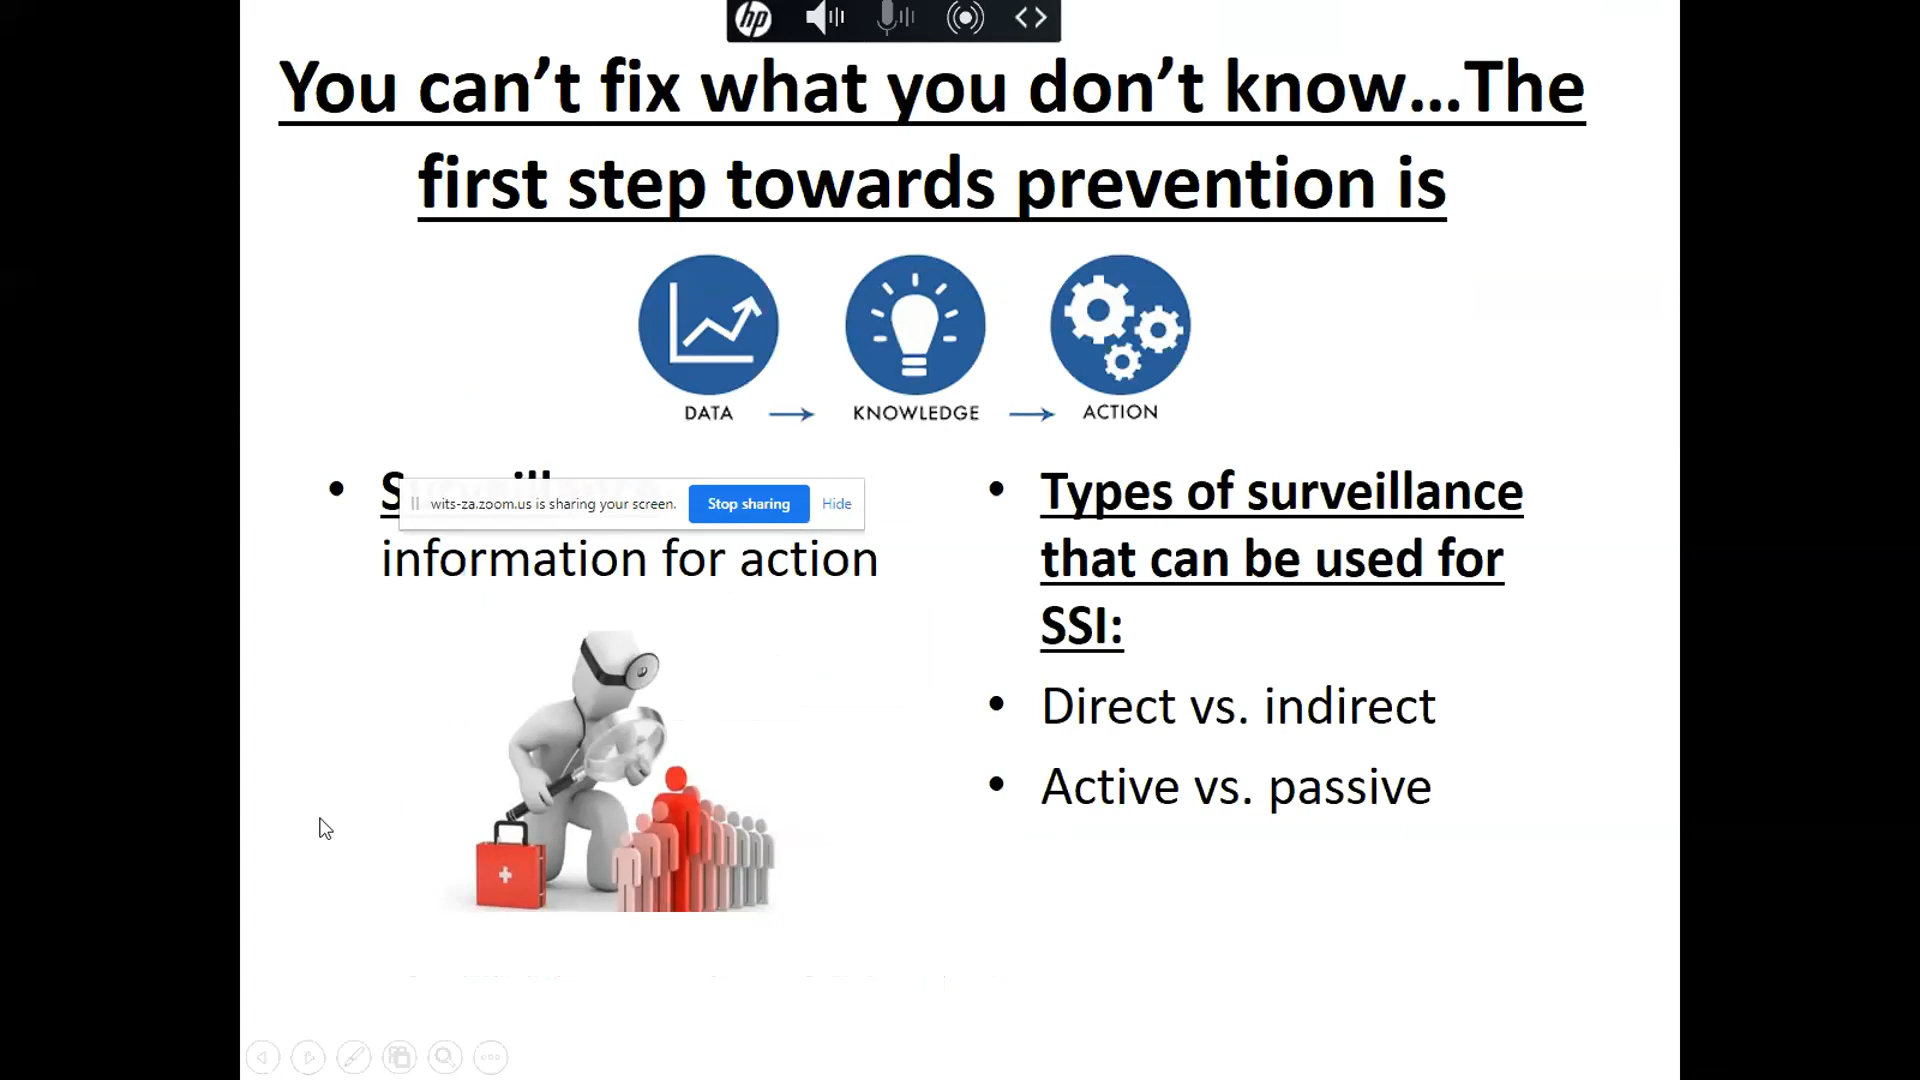 hp
You can’t fix what you don’t know...The
first step towards prevention is
DATA
KNOWLEDGE
ACTION
wits-za.zoom.us is sharing your screen.
Stop sharing
Hide
information for action
• Types of surveillance
that can be used for
SSI:
• Direct vs. indirect
• Active vs. passive